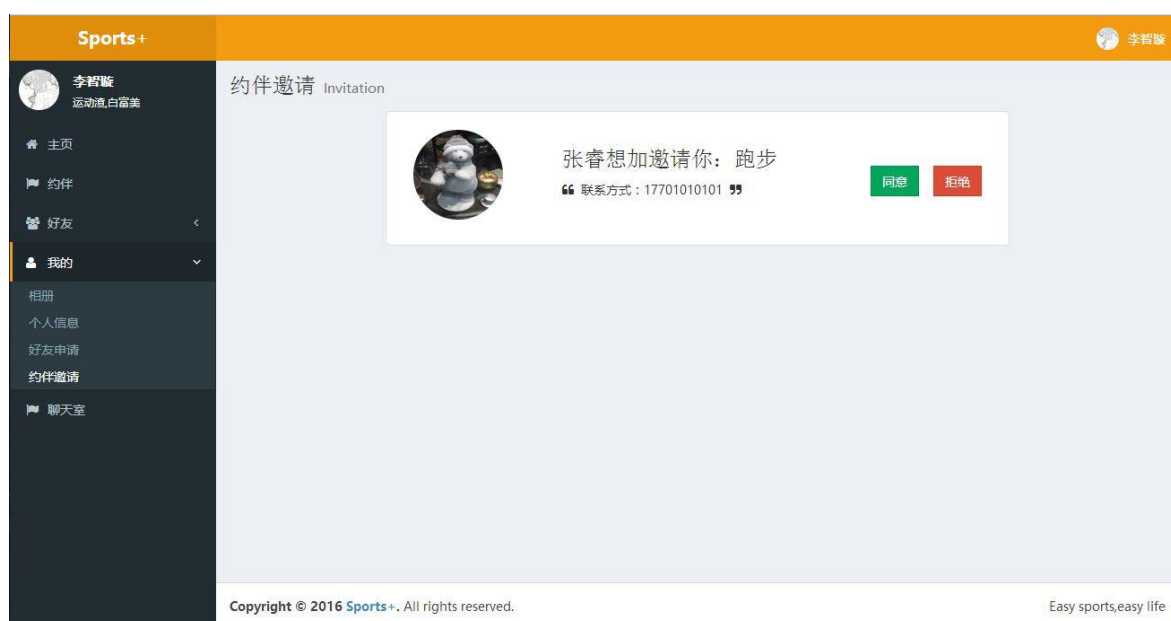 Sports+
李智璇
李智璇
运动渣,白富美
主页
约伴
好友
我的
相册
个人信息
好友申请
约伴邀请
聊天室
约伴邀请 Invitation
张睿想加邀请你：跑步
❝ 联系方式：17701010101 ❞
同意
拒绝
Copyright © 2016 Sports+. All rights reserved.
Easy sports,easy life